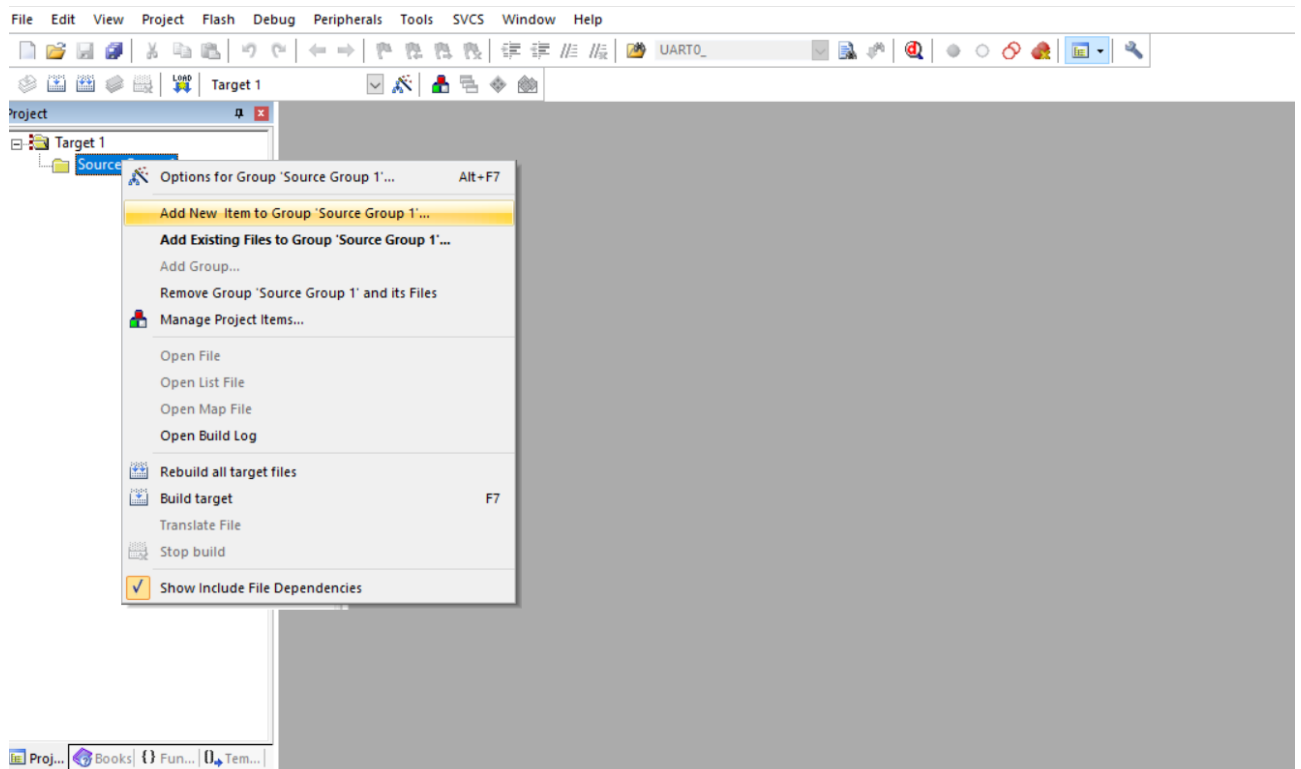 File Edit View Project Flash Debug Peripherals Tools SVCS Window Help
UART0_
LOAD Target 1
Project
Target 1
Source
Options for Group 'Source Group 1'... Alt+F7
Add New Item to Group 'Source Group 1'...
Add Existing Files to Group 'Source Group 1'...
Add Group...
Remove Group 'Source Group 1' and its Files
Manage Project Items...
Open File
Open List File
Open Map File
Open Build Log
Rebuild all target files
Build target F7
Translate File
Stop build
Show Include File Dependencies
Proj... Books {} Fun... 0 Tem...